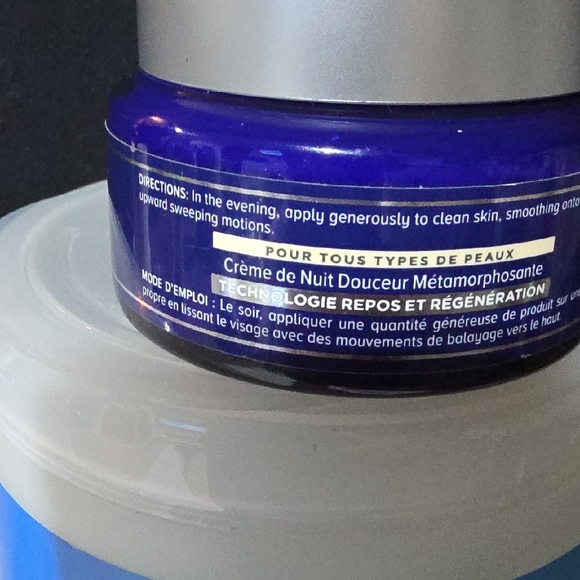 DIRECTIONS: In the evening, apply generously to clean skin, smoothing onto
upward sweeping motions.
POUR TOUS TYPES DE PEAUX
Crème de Nuit Douceur Métamorphosante
TECHNOLOGIE REPOS ET RÉGÉNÉRATION
MODE D'EMPLOI : Le soir, appliquer une quantité généreuse de produit sur une
propre en lissant le visage avec des mouvements de balayage vers le haut.